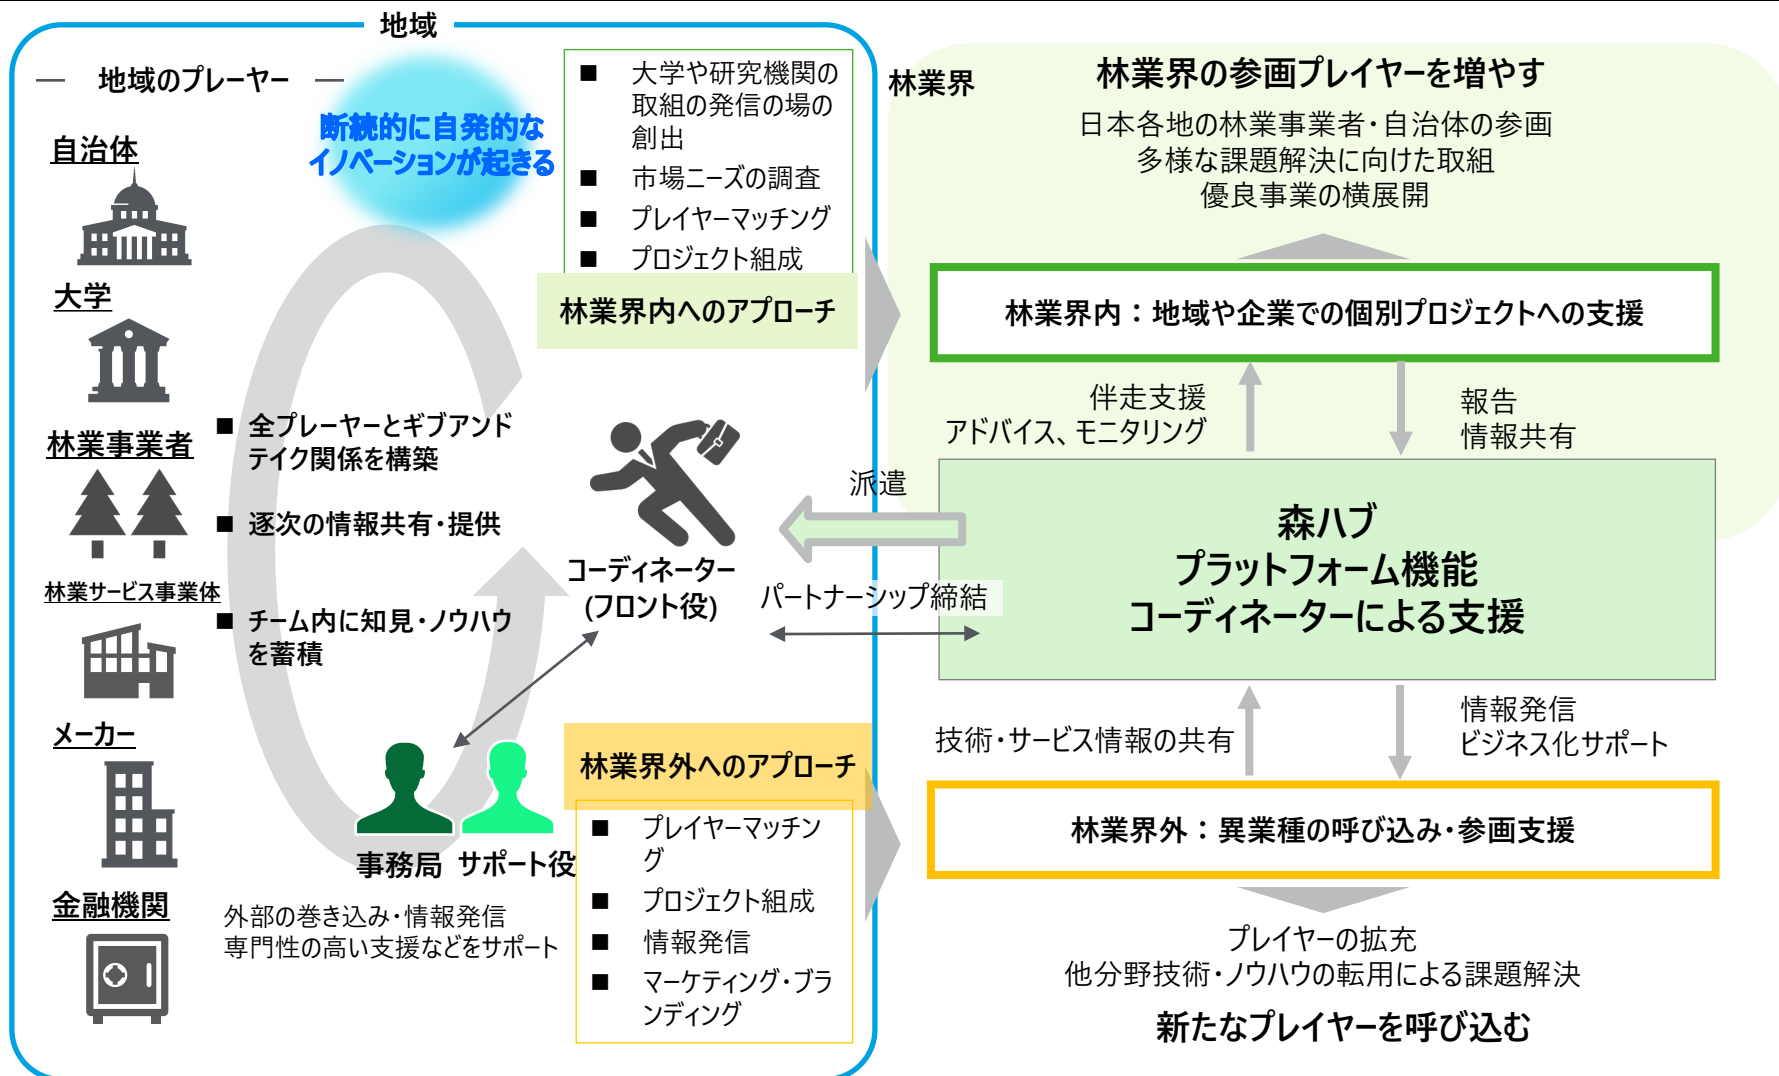 地域
地域のプレーヤー
自治体
大学
林業事業者
林業サービス事業体
メーカー
金融機関
断続的に自発的な
イノベーションが起きる
■ 大学や研究機関の
取組の発信の場の
創出
■ 市場ニーズの調査
■ プレイヤーマッチング
■ プロジェクト組成
林業界内へのアプローチ
■ 全プレーヤーとギブアンド
テイク関係を構築
■ 逐次の情報共有・提供
■ チーム内に知見・ノウハウ
を蓄積
コーディネーター
(フロント役)
事務局 サポート役
外部の巻き込み・情報発信
専門性の高い支援などをサポート
林業界外へのアプローチ
■ プレイヤーマッチン
グ
■ プロジェクト組成
■ 情報発信
■ マーケティング・ブラ
ンディング
派遣
パートナーシップ締結
林業界
林業界の参画プレイヤーを増やす
日本各地の林業事業者・自治体の参画
多様な課題解決に向けた取組
優良事業の横展開
林業界内：地域や企業での個別プロジェクトへの支援
伴走支援
アドバイス、モニタリング
報告
情報共有
森ハブ
プラットフォーム機能
コーディネーターによる支援
技術・サービス情報の共有
情報発信
ビジネス化サポート
林業界外：異業種の呼び込み・参画支援
プレイヤーの拡充
他分野技術・ノウハウの転用による課題解決
新たなプレイヤーを呼び込む